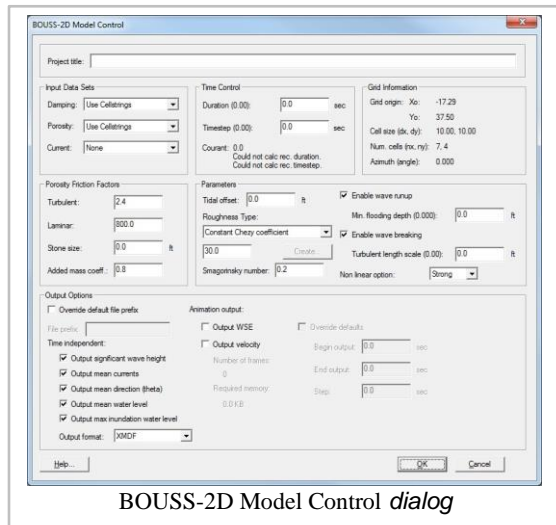 BOUSS-2D Model Control
Project title:
Input Data Sets
Damping: Use Cellstrings
Porosity: Use Cellstrings
Current: None
Time Control
Duration (0.00): 0.0 sec
Timestep (0.00): 0.0 sec
Courant: 0.0
Could not calc rec. duration.
Could not calc rec. timestep.
Grid Information
Grid origin: Xo: -17.29
Yo: 37.50
Cell size (dx, dy): 10.00, 10.00
Num. cells (nx, ny): 7, 4
Azimuth (angle): 0.000
Porosity Friction Factors
Turbulent: 2.4
Laminar: 800.0
Stone size: 0.0 ft
Added mass coeff.: 0.8
Parameters
Tidal offset: 0.0 ft
Roughness Type:
Constant Chezy coefficient
30.0 Create...
Smagorinsky number: 0.2
Enable wave runup
Min. flooding depth (0.000): 0.0 ft
Enable wave breaking
Turbulent length scale (0.00): 0.0 ft
Non linear option: Strong
Output Options
Override default file prefix
File prefix:
Time independent:
Output significant wave height
Output mean currents
Output mean direction (theta)
Output mean water level
Output max inundation water level
Output format: XMDF
Animation output:
Output WSE
Output velocity
Number of frames:
0
Required memory:
0.0 KB
Override defaults
Begin output: 0.0 sec
End output: 0.0 sec
Step: 0.0 sec
Help...
OK
Cancel
BOUSS-2D Model Control dialog